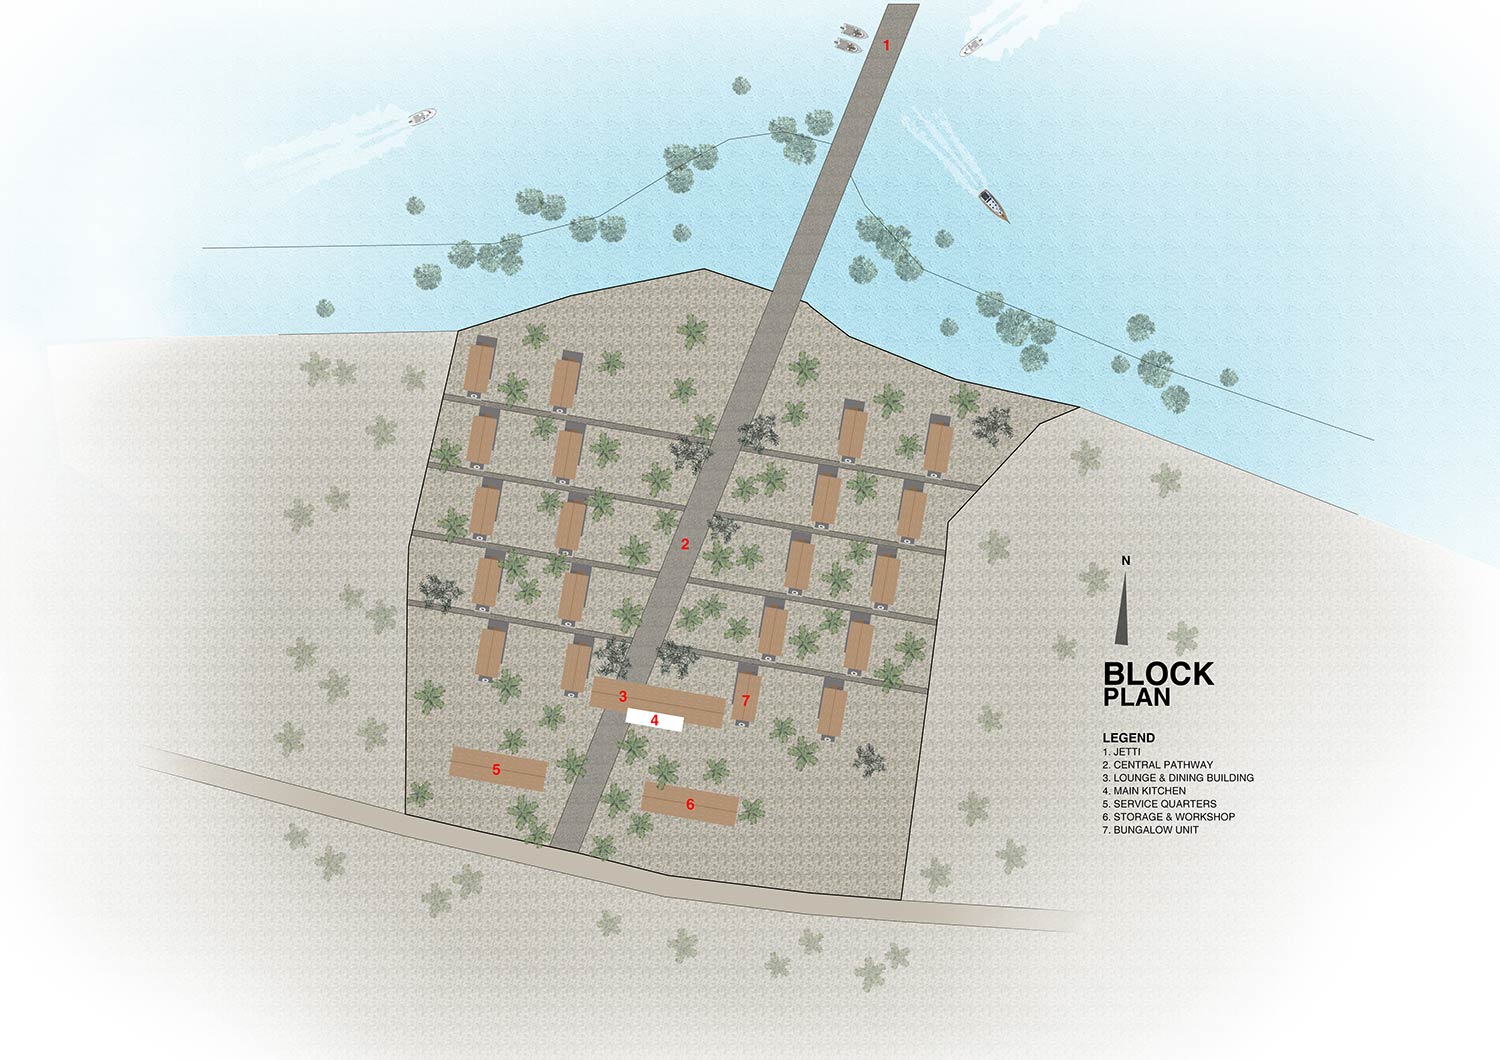 1
2
3
4
7
5
6
N
BLOCK
PLAN
LEGEND
1. JETTI
2. CENTRAL PATHWAY
3. LOUNGE & DINING BUILDING
4. MAIN KITCHEN
5. SERVICE QUARTERS
6. STORAGE & WORKSHOP
7. BUNGALOW UNIT